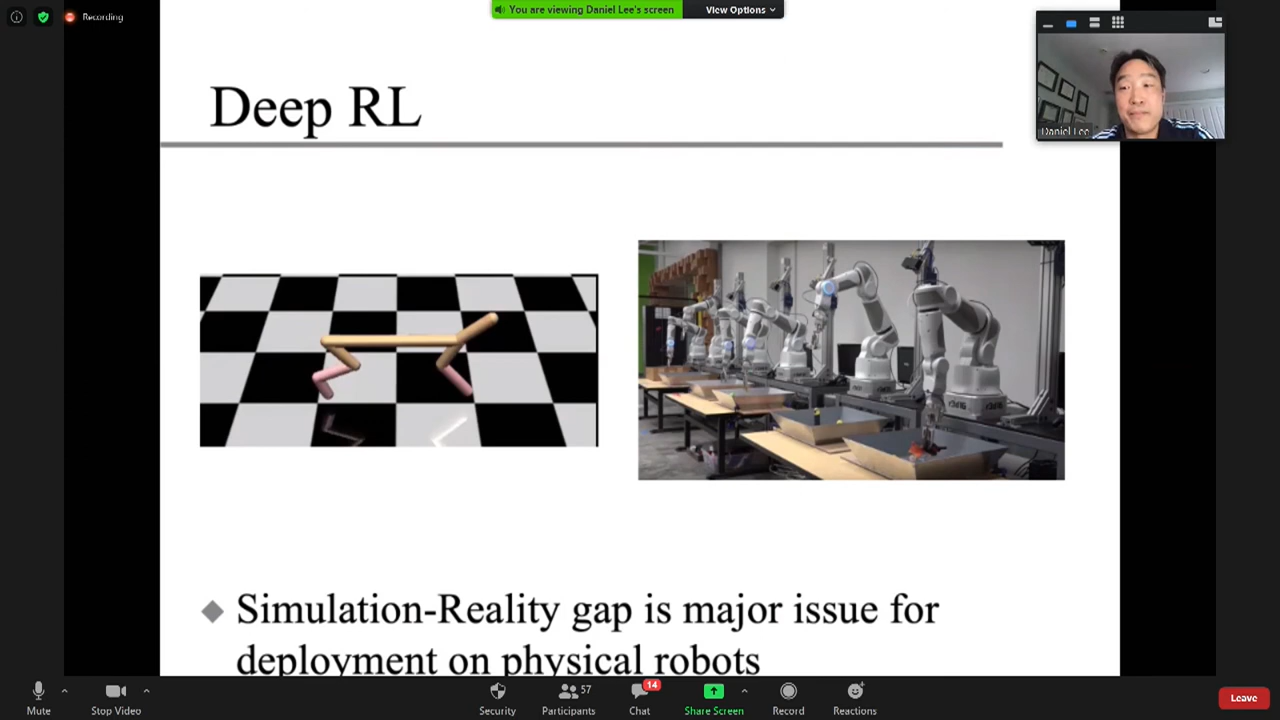 Recording
You are viewing Daniel Lee's screen
View Options
Deep RL
Daniel Lee
Simulation-Reality gap is major issue for
deployment on physical robots
Mute
Stop Video
Security
57
Participants
14
Chat
Share Screen
Record
Reactions
Leave